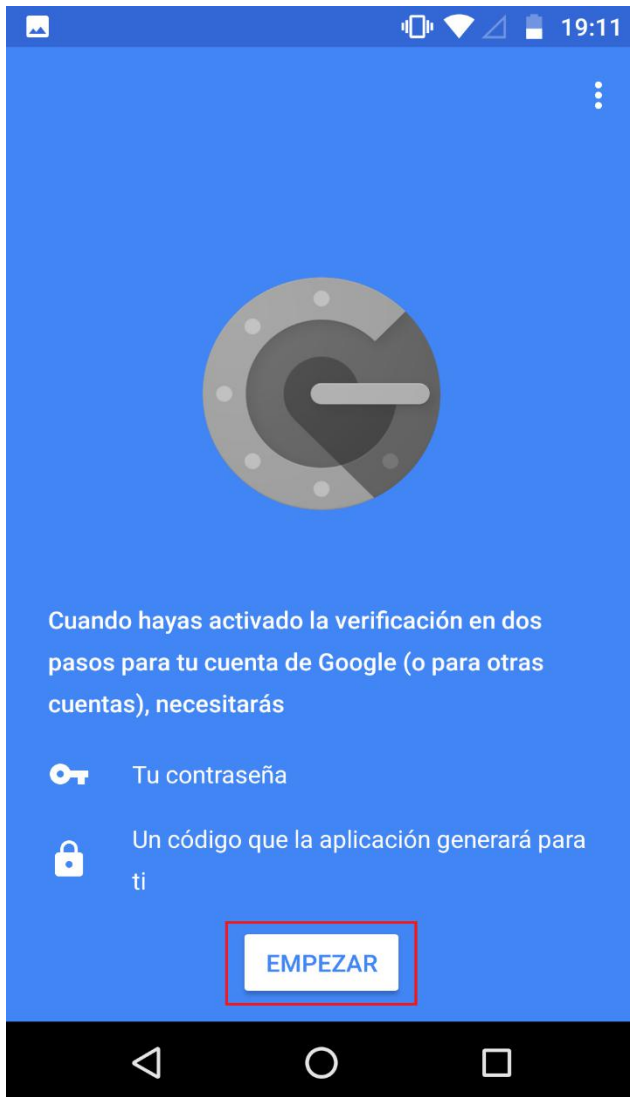 19:11
Cuando hayas activado la verificación en dos
pasos para tu cuenta de Google (o para otras
cuentas), necesitarás
Tu contraseña
Un código que la aplicación generará para
ti
EMPEZAR